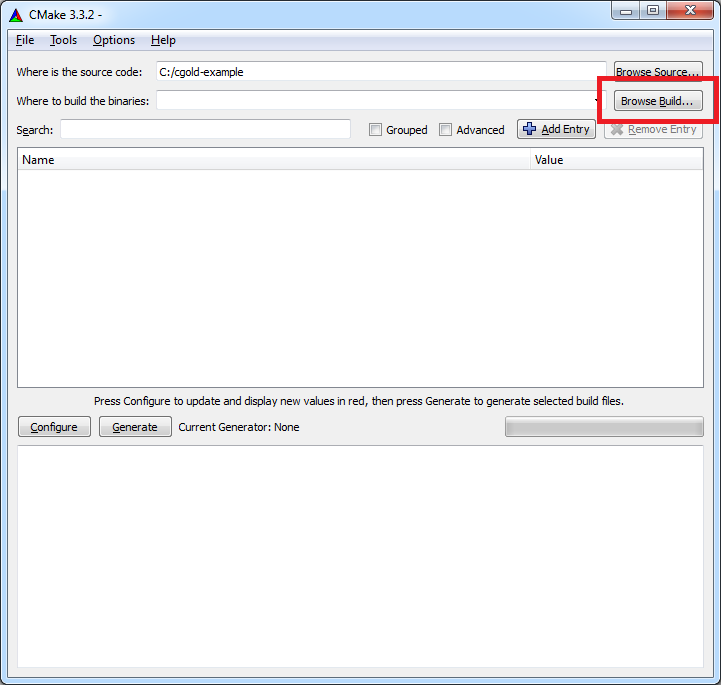 CMake 3.3.2 -
File Tools Options Help
Where is the source code: C:/cgold-example Browse Source...
Where to build the binaries: Browse Build...
Search: Grouped Advanced Add Entry Remove Entry
Name Value
Press Configure to update and display new values in red, then press Generate to generate selected build files.
Configure Generate Current Generator: None